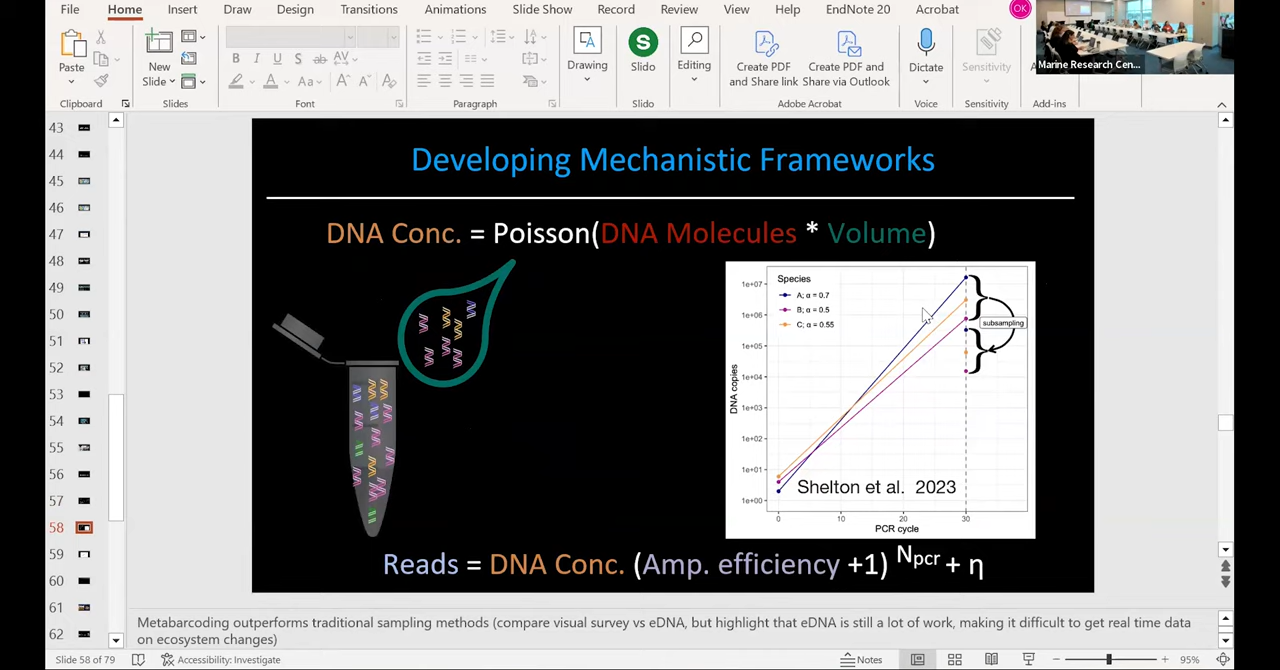 File Home Insert Draw Design Transitions Animations Slide Show Record Review View Help EndNote 20 Acrobat
OK
Marine Research Cen...
Paste
New
Slide
B I U S ab AV
Aa A A
Drawing
Slido
Editing
Create PDF
and Share link
Create PDF and
Share via Outlook
Dictate
Sensitivity
Clipboard Slides Font Paragraph Slido Adobe Acrobat Voice Sensitivity Add-ins
43
44
45
46
47
48
49
50
51
52
53
54
55
56
57
58
59
60
61
62
Developing Mechanistic Frameworks
DNA Conc. = Poisson(DNA Molecules * Volume)
Species
A; α = 0.7
B; α = 0.5
C; α = 0.55
subsampling
1e+07
1e+06
1e+05
1e+04
1e+03
1e+02
1e+01
1e+00
DNA copies
0 10 20 30
PCR cycle
Shelton et al. 2023
Reads = DNA Conc. (Amp. efficiency +1) Npcr + η
Metabarcoding outperforms traditional sampling methods (compare visual survey vs eDNA, but highlight that eDNA is still a lot of work, making it difficult to get real time data
on ecosystem changes)
Slide 58 of 79 Accessibility: Investigate Notes 95%